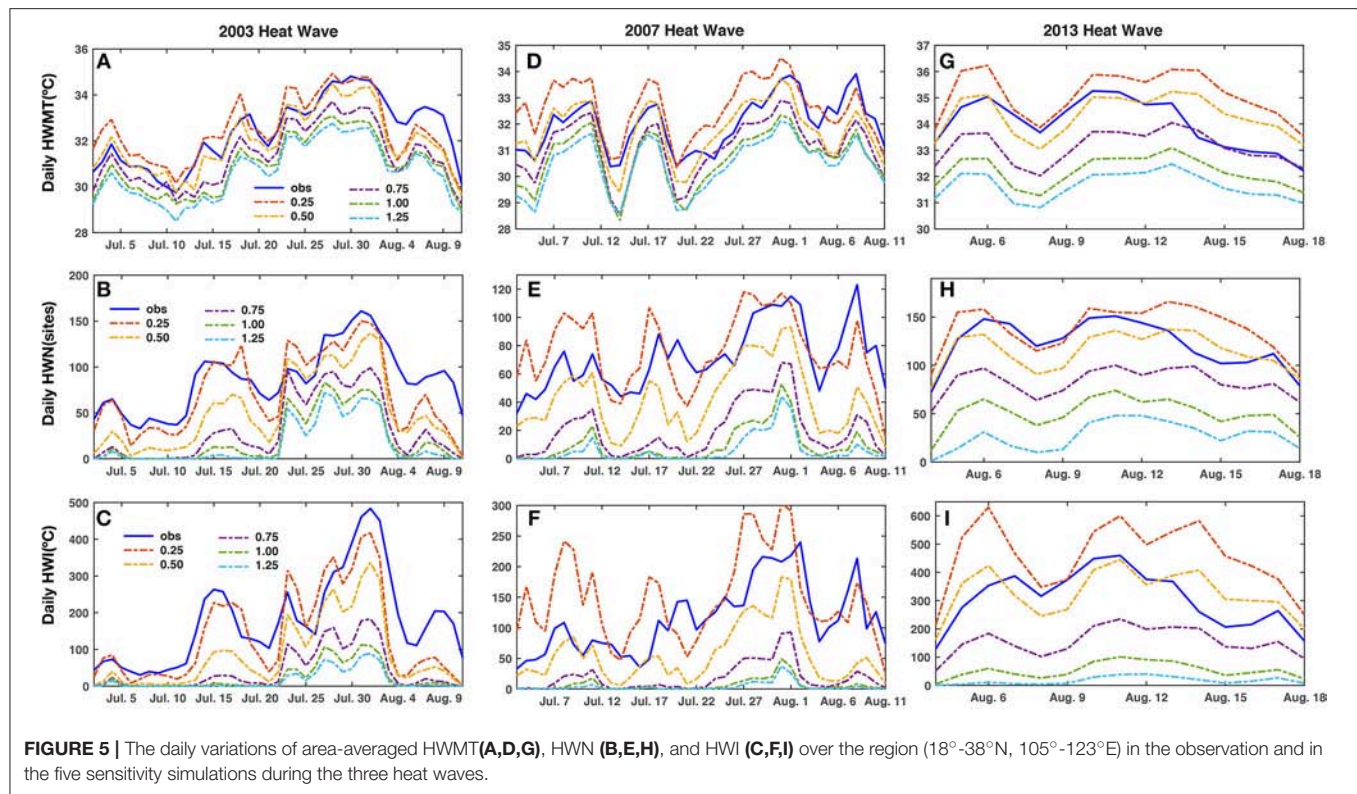 2003 Heat Wave
2007 Heat Wave
2013 Heat Wave
A
Daily HWMT(ºC)
36
34
32
30
28
obs
0.25
0.50
0.75
1.00
1.25
Jul. 5
Jul. 10
Jul. 15
Jul. 20
Jul. 25
Jul. 30
Aug. 4
Aug. 9
D
35
34
33
32
31
30
29
28
Jul. 7
Jul. 12
Jul. 17
Jul. 22
Jul. 27
Aug. 1
Aug. 6
Aug. 11
G
37
36
35
34
33
32
31
30
Aug. 6
Aug. 9
Aug. 12
Aug. 15
Aug. 18
B
Daily HWN(sites)
200
150
100
50
0
obs
0.25
0.50
0.75
1.00
1.25
Jul. 5
Jul. 10
Jul. 15
Jul. 20
Jul. 25
Jul. 30
Aug. 4
Aug. 9
E
120
100
80
60
40
20
0
Jul. 7
Jul. 12
Jul. 17
Jul. 22
Jul. 27
Aug. 1
Aug. 6
Aug. 11
H
150
100
50
0
Aug. 6
Aug. 9
Aug. 12
Aug. 15
Aug. 18
C
Daily HWI(ºC)
500
400
300
200
100
0
obs
0.25
0.50
0.75
1.00
1.25
Jul. 5
Jul. 10
Jul. 15
Jul. 20
Jul. 25
Jul. 30
Aug. 4
Aug. 9
F
300
250
200
150
100
50
0
Jul. 7
Jul. 12
Jul. 17
Jul. 22
Jul. 27
Aug. 1
Aug. 6
Aug. 11
I
600
500
400
300
200
100
0
Aug. 6
Aug. 9
Aug. 12
Aug. 15
Aug. 18
FIGURE 5 | The daily variations of area-averaged HWMT(A,D,G), HWN (B,E,H), and HWI (C,F,I) over the region (18°-38°N, 105°-123°E) in the observation and in
the five sensitivity simulations during the three heat waves.